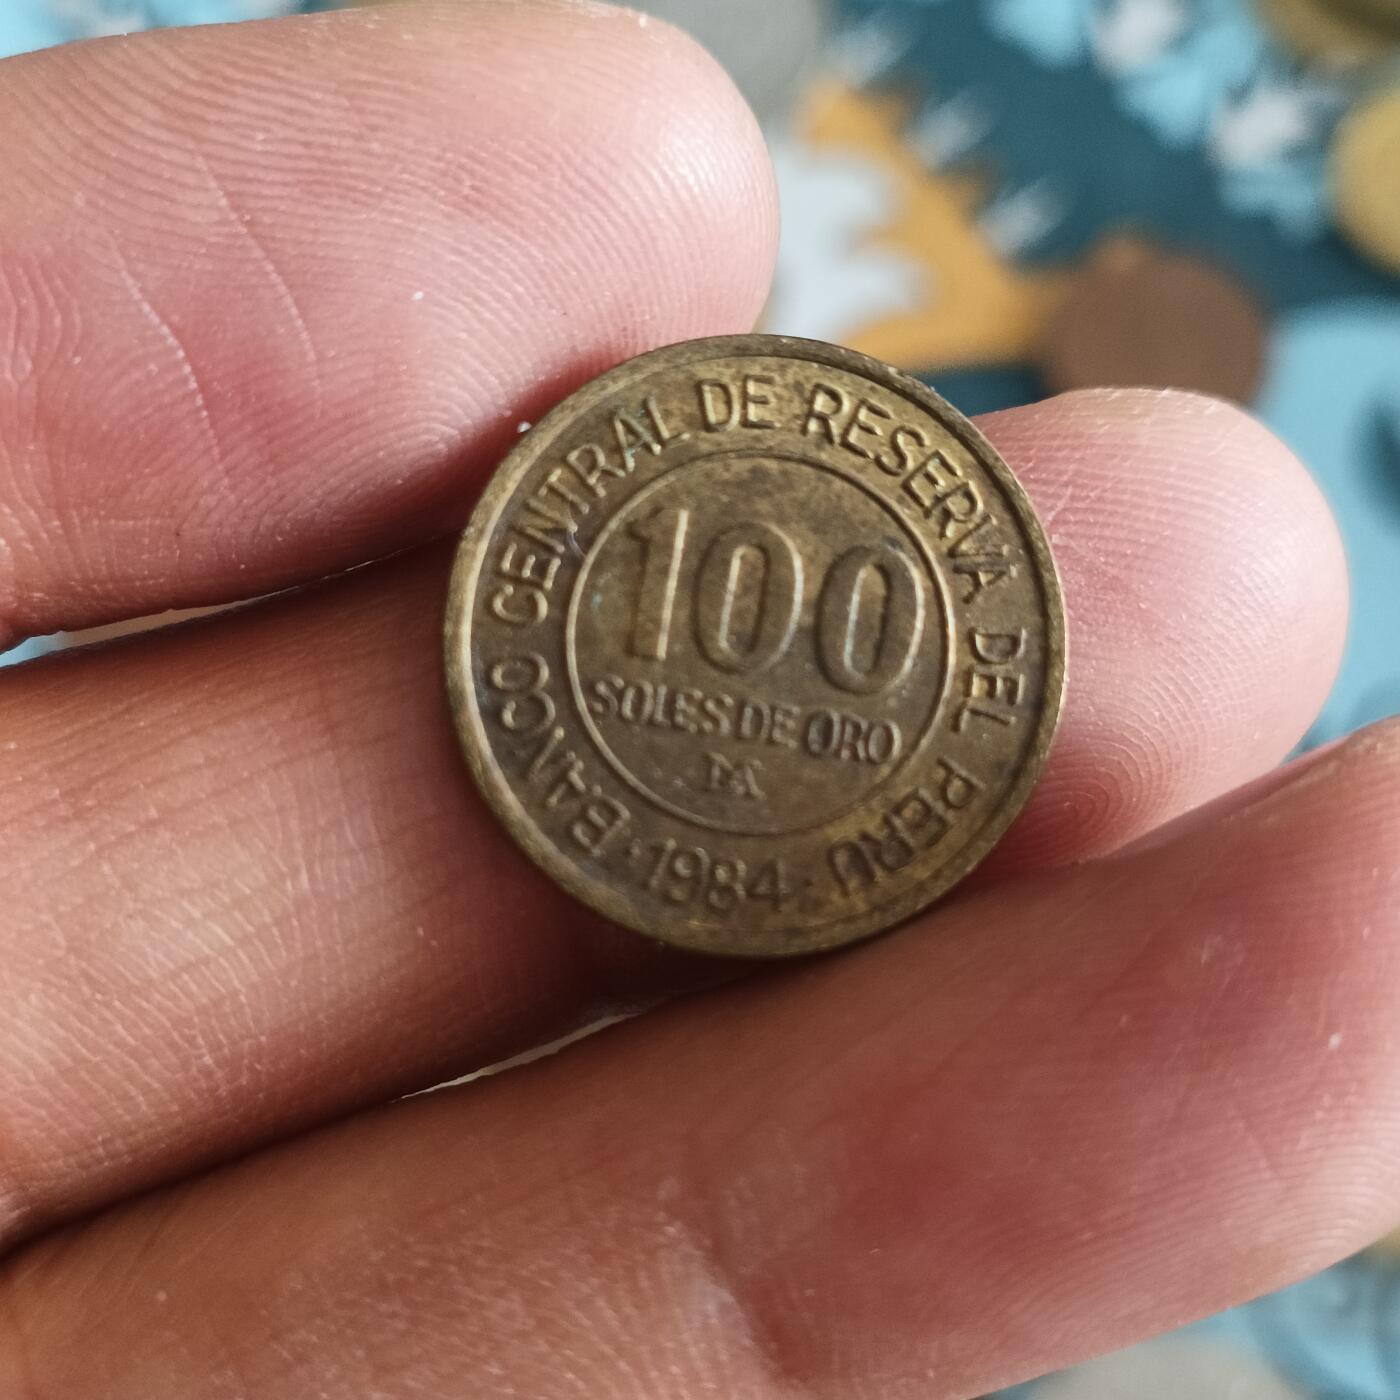 BANCO CENTRAL DE RESERVA DEL PERU
100
SOLES DE ORO
·1984·